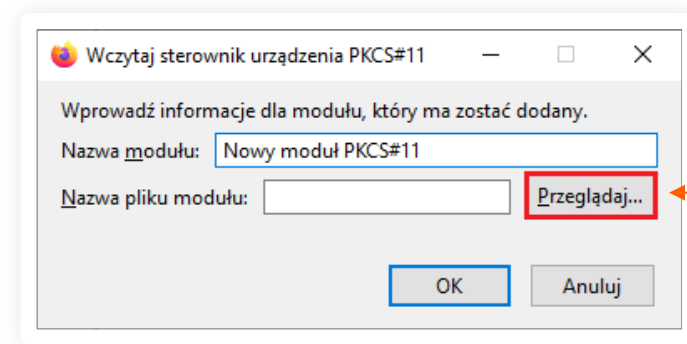 Wczytaj sterownik urządzenia PKCS#11
Wprowadź informacje dla modułu, który ma zostać dodany.
Nazwa modułu: Nowy moduł PKCS#11
Nazwa pliku modułu: Przeglądaj...
OK Anuluj